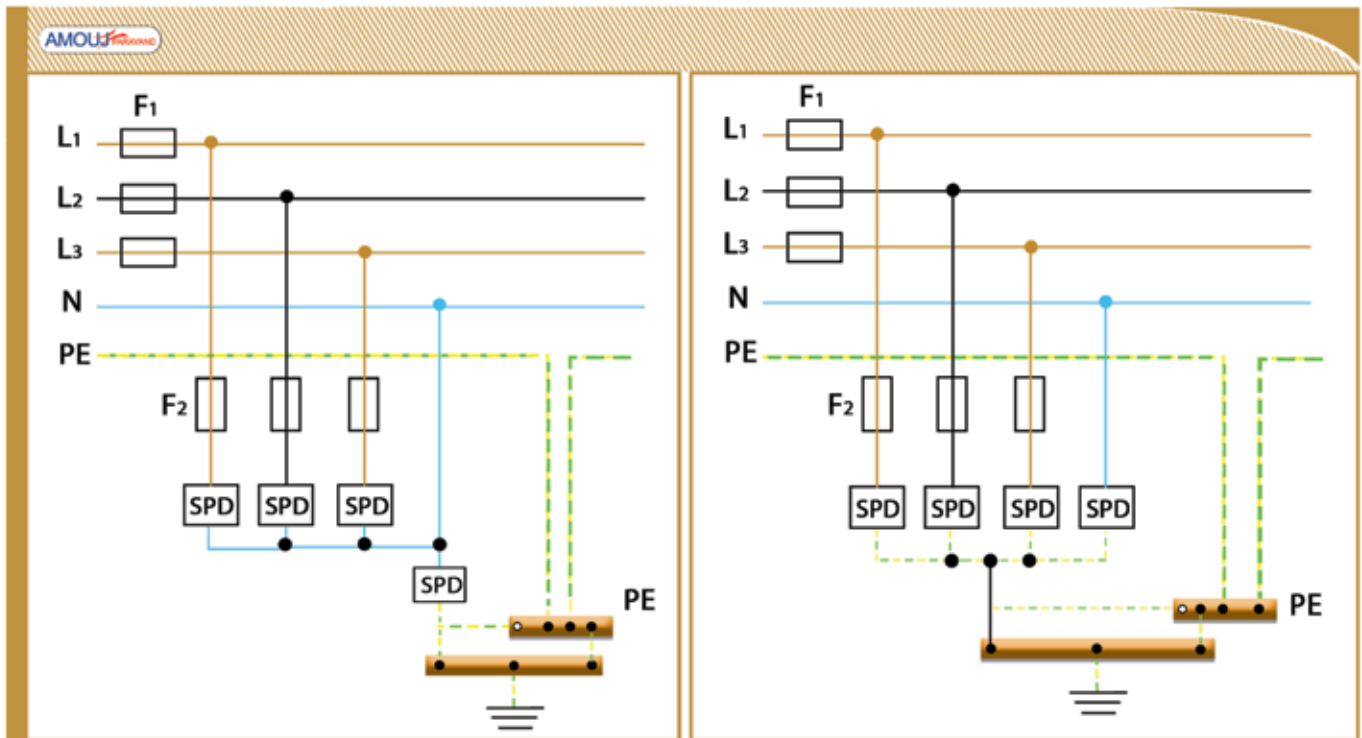 AMOUJ FARAYAND
F1
L1
L2
L3
N
PE
F2
SPD SPD SPD
SPD
PE
F1
L1
L2
L3
N
PE
F2
SPD SPD SPD SPD
PE